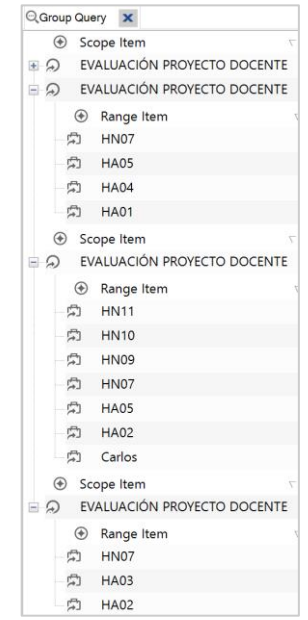 Group Query
Scope Item
EVALUACIÓN PROYECTO DOCENTE
EVALUACIÓN PROYECTO DOCENTE
Range Item
HN07
HA05
HA04
HA01
Scope Item
EVALUACIÓN PROYECTO DOCENTE
Range Item
HN11
HN10
HN09
HN07
HA05
HA02
Carlos
Scope Item
EVALUACIÓN PROYECTO DOCENTE
Range Item
HN07
HA03
HA02